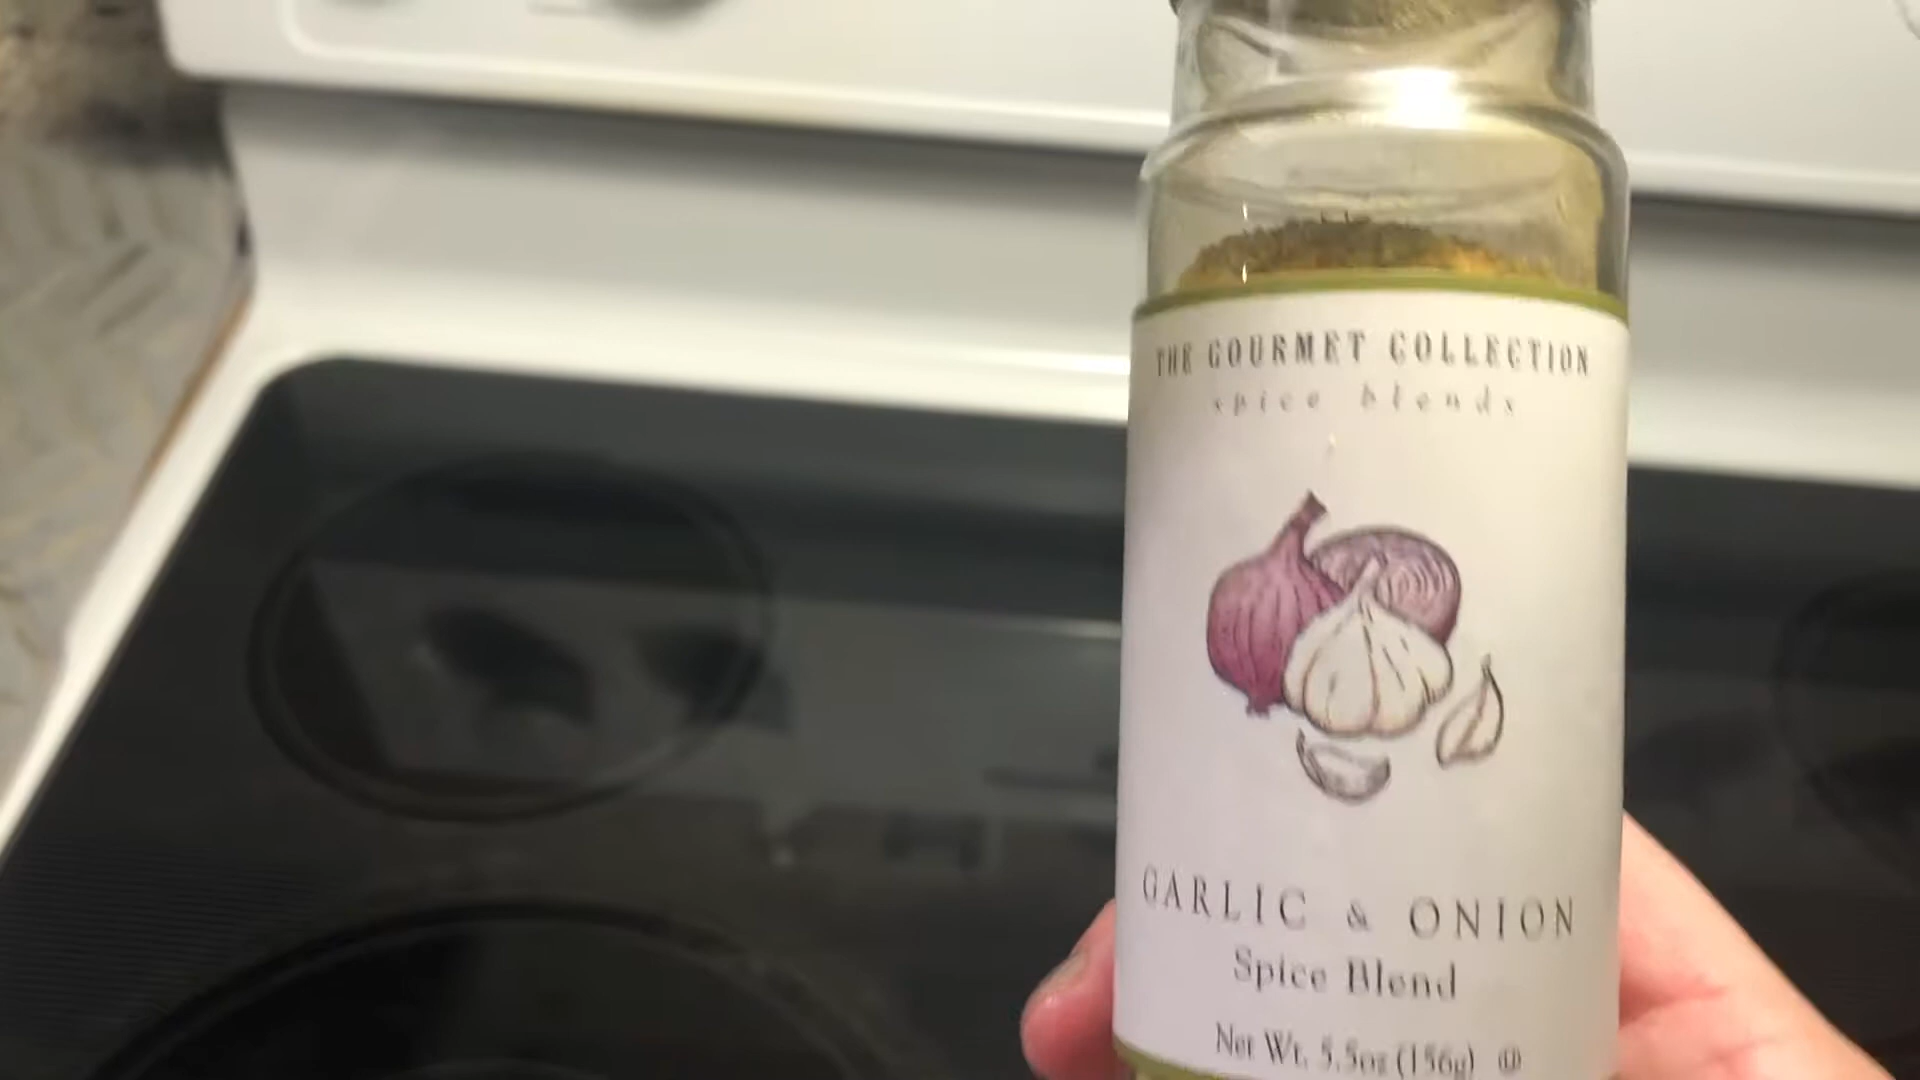 THE GOURMET COLLECTION
spice blends
GARLIC & ONION
Spice Blend
Net Wt. 5.5oz (156g) Ⓤ